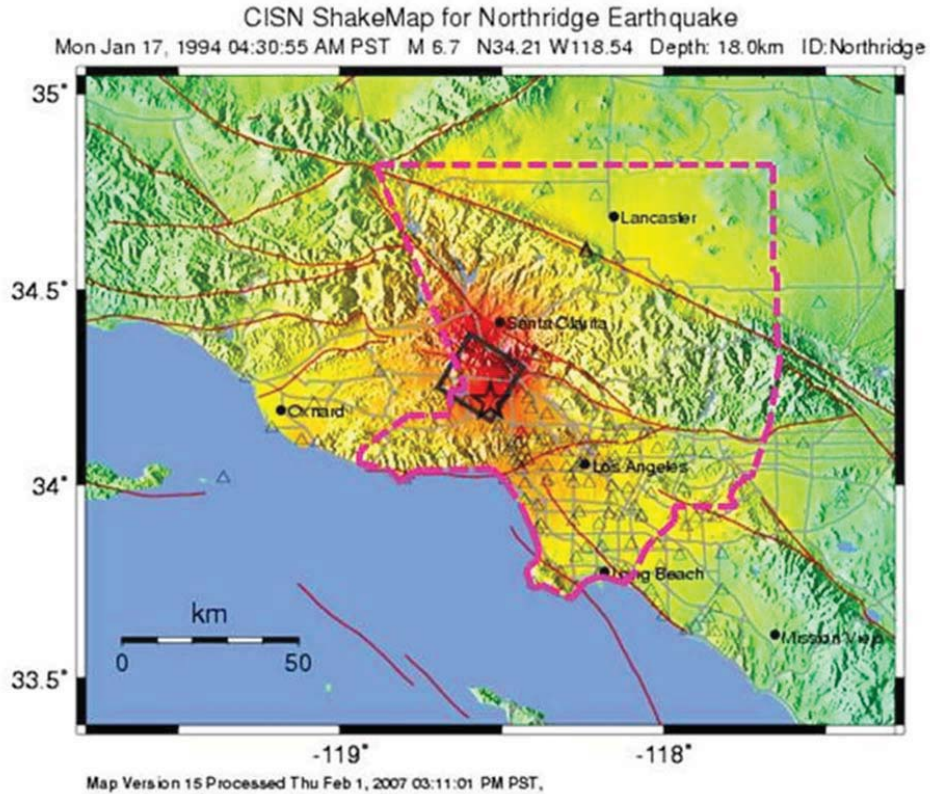 CISN ShakeMap for Northridge Earthquake
Mon Jan 17, 1994 04:30:55 AM PST M 6.7 N34.21 W118.54 Depth: 18.0km ID:Northridge
35°
Lancaster
34.5°
Santa Clarita
Oxnard
Los Angeles
34°
Long Beach
km
0 50
Mission Viejo
33.5°
-119° -118°
Map Version 15 Processed Thu Feb 1, 2007 03:11:01 PM PST,